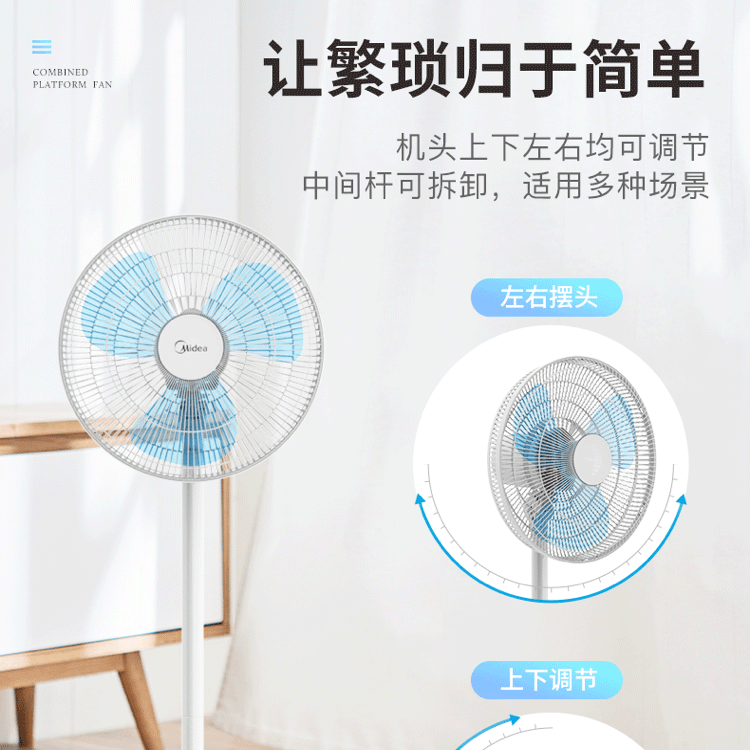 COMBINED
PLATFORM FAN
让繁琐归于简单
机头上下左右均可调节
中间杆可拆卸，适用多种场景
Midea
左右摆头
上下调节